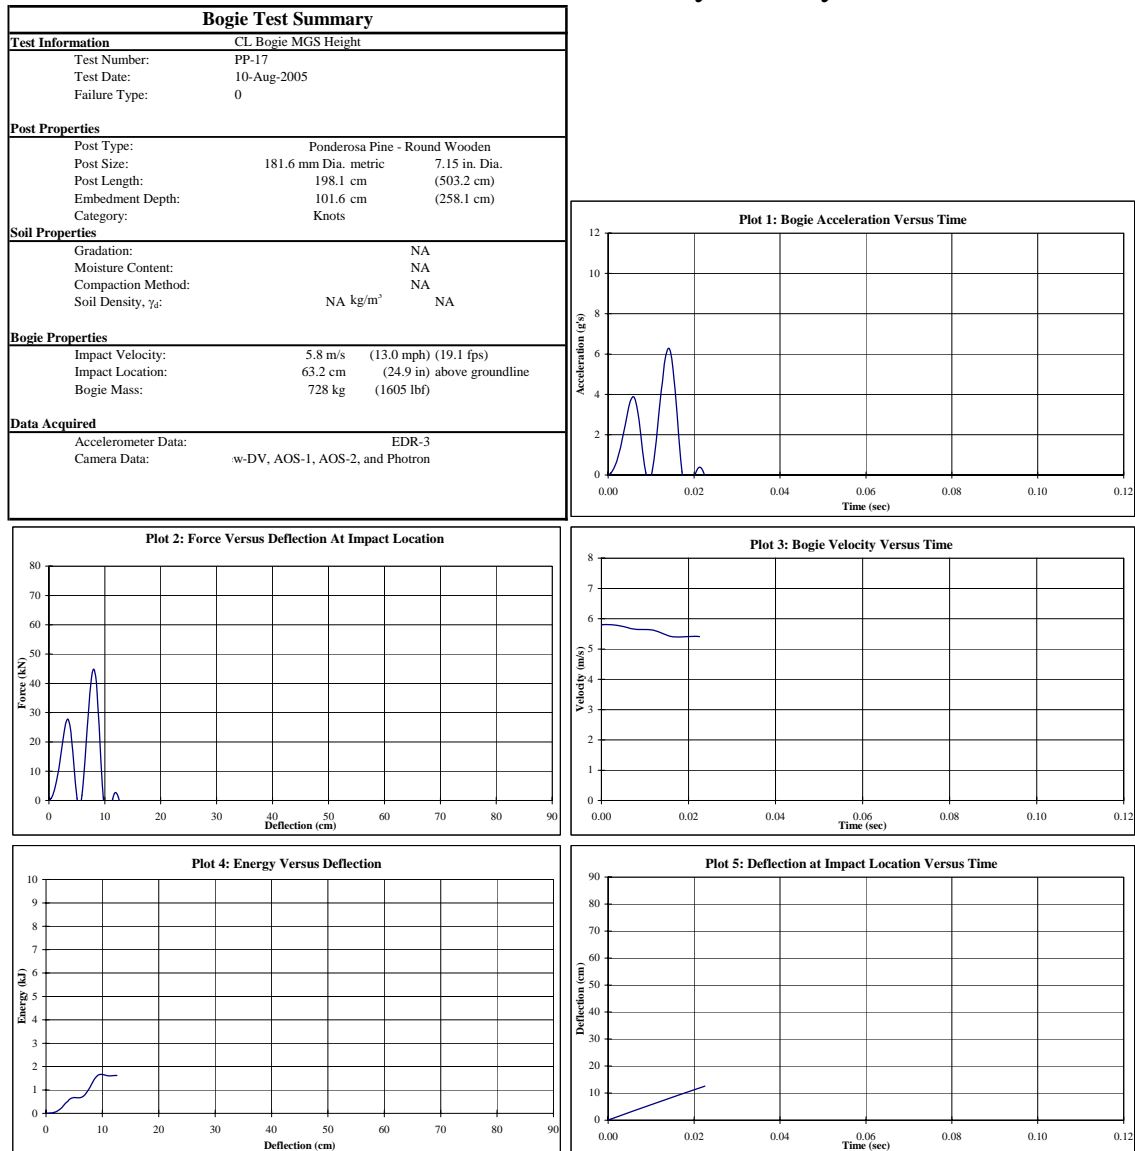 Bogie Test Summary
Test Information CL Bogie MGS Height
Test Number: PP-17
Test Date: 10-Aug-2005
Failure Type: 0
Post Properties
Post Type: Ponderosa Pine - Round Wooden
Post Size: 181.6 mm Dia. metric 7.15 in. Dia.
Post Length: 198.1 cm (503.2 cm)
Embedment Depth: 101.6 cm (258.1 cm)
Category: Knots
Soil Properties
Gradation: NA
Moisture Content: NA
Compaction Method: NA
Soil Density, γd: NA kg/m³ NA
Bogie Properties
Impact Velocity: 5.8 m/s (13.0 mph) (19.1 fps)
Impact Location: 63.2 cm (24.9 in) above groundline
Bogie Mass: 728 kg (1605 lbf)
Data Acquired
Accelerometer Data: EDR-3
Camera Data: w-DV, AOS-1, AOS-2, and Photron
Plot 1: Bogie Acceleration Versus Time
12
10
8
6
4
2
0
Acceleration (g's)
0.00 0.02 0.04 0.06 0.08 0.10 0.12
Time (sec)
Plot 2: Force Versus Deflection At Impact Location
80
70
60
50
40
30
20
10
0
Force (kN)
0 10 20 30 40 50 60 70 80 90
Deflection (cm)
Plot 3: Bogie Velocity Versus Time
8
7
6
5
4
3
2
1
0
Velocity (m/s)
0.00 0.02 0.04 0.06 0.08 0.10 0.12
Time (sec)
Plot 4: Energy Versus Deflection
10
9
8
7
6
5
4
3
2
1
0
Energy (kJ)
0 10 20 30 40 50 60 70 80 90
Deflection (cm)
Plot 5: Deflection at Impact Location Versus Time
90
80
70
60
50
40
30
20
10
0
Deflection (cm)
0.00 0.02 0.04 0.06 0.08 0.10 0.12
Time (sec)